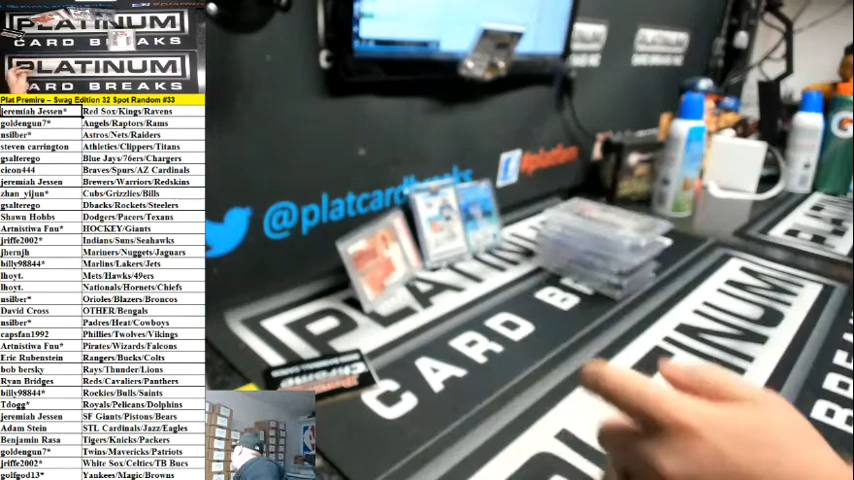 PLATINUM
CARD BREAKS
PLATINUM
CARD BREAKS
Plat Premire – Swag Edition 32 Spot Random #33
jeremiah Jessen* Red Sox/Kings/Ravens
goldengun7* Angels/Raptors/Rams
nsilber* Astros/Nets/Raiders
steven carrington Athletics/Clippers/Titans
gsalterego Blue Jays/76ers/Chargers
cicon444 Braves/Spurs/AZ Cardinals
jeremiah Jessen Brewers/Warriors/Redskins
zhan_yijun* Cubs/Grizzlies/Bills
gsalterego Dbacks/Rockets/Steelers
Shawn Hobbs Dodgers/Pacers/Texans
Artnistiwa Fnu* HOCKEY/Giants
jriffe2002* Indians/Suns/Seahawks
jhernjh Mariners/Nuggets/Jaguars
billy98844* Marlins/Lakers/Jets
lhoyt. Mets/Hawks/49ers
lhoyt. Nationals/Hornets/Chiefs
nsilber* Orioles/Blazers/Broncos
David Cross OTHER/Bengals
nsilber* Padres/Heat/Cowboys
capsfan1992 Phillies/Twolves/Vikings
Artnistiwa Fnu* Pirates/Wizards/Falcons
Eric Rubenstein Rangers/Bucks/Colts
bob bersky Rays/Thunder/Lions
Ryan Bridges Reds/Cavaliers/Panthers
billy98844* Rockies/Bulls/Saints
Tdogg* Royals/Pelicans/Dolphins
jeremiah Jessen SF Giants/Pistons/Bears
Adam Stein STL Cardinals/Jazz/Eagles
Benjamin Rasa Tigers/Knicks/Packers
goldengun7* Twins/Mavericks/Patriots
jriffe2002* White Sox/Celtics/TB Bucs
golfgod13* Yankees/Magic/Browns
@platcardbreaks
#platinum
PLATINUM
CARD BREAKS